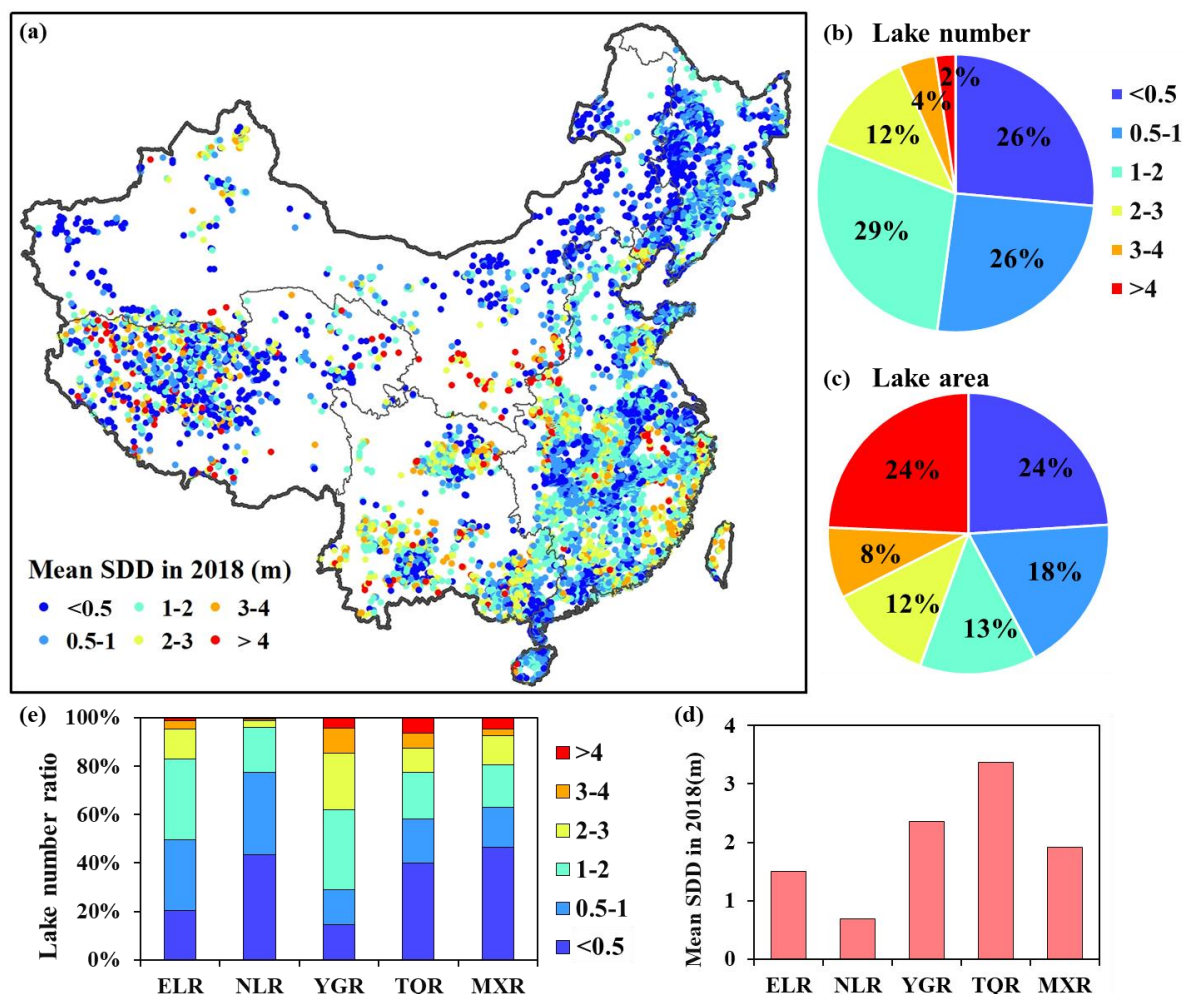 (a)
Mean SDD in 2018 (m)
<0.5 1-2 3-4
0.5-1 2-3 > 4
(b) Lake number
2%
4%
12%
26%
29%
26%
<0.5
0.5-1
1-2
2-3
3-4
>4
(c) Lake area
24%
24%
8%
18%
12%
13%
(e)
Lake number ratio
100%
80%
60%
40%
20%
0%
ELR NLR YGR TQR MXR
>4
3-4
2-3
1-2
0.5-1
<0.5
(d)
Mean SDD in 2018(m)
4
3
2
1
0
ELR NLR YGR TQR MXR